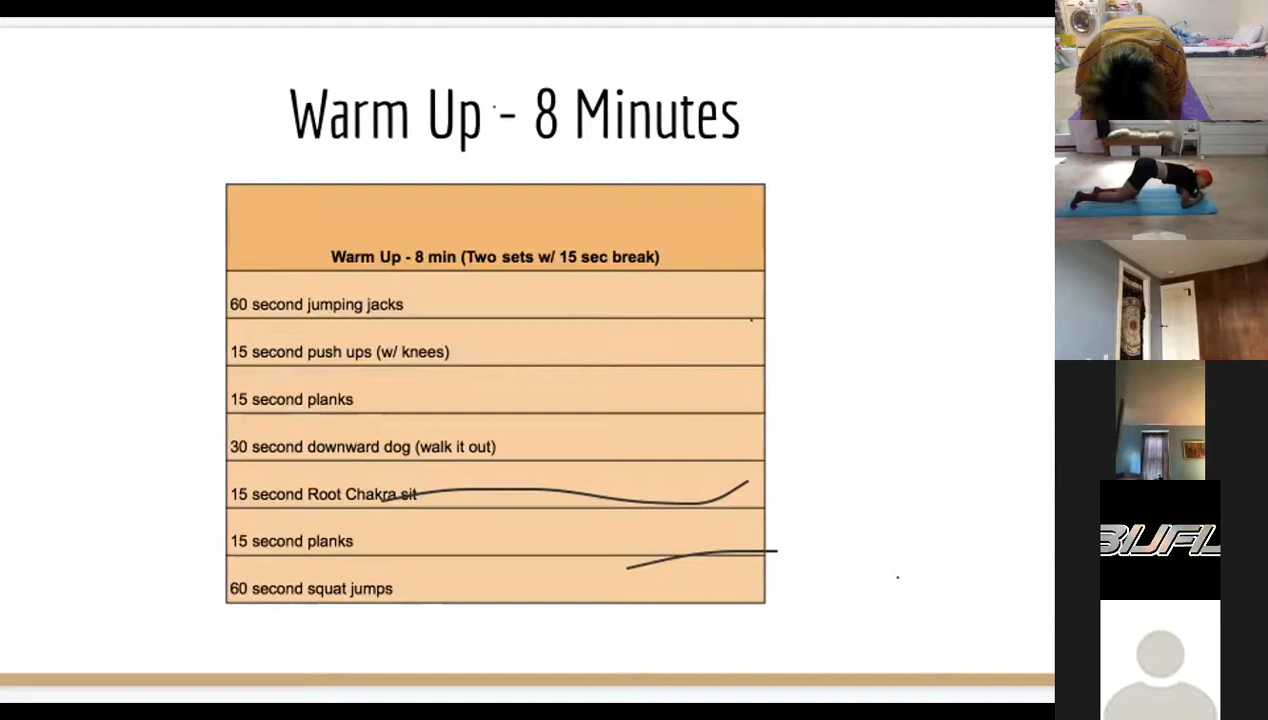 Warm Up - 8 Minutes
Warm Up - 8 min (Two sets w/ 15 sec break)
60 second jumping jacks
15 second push ups (w/ knees)
15 second planks
30 second downward dog (walk it out)
15 second Root Chakra sit
15 second planks
60 second squat jumps